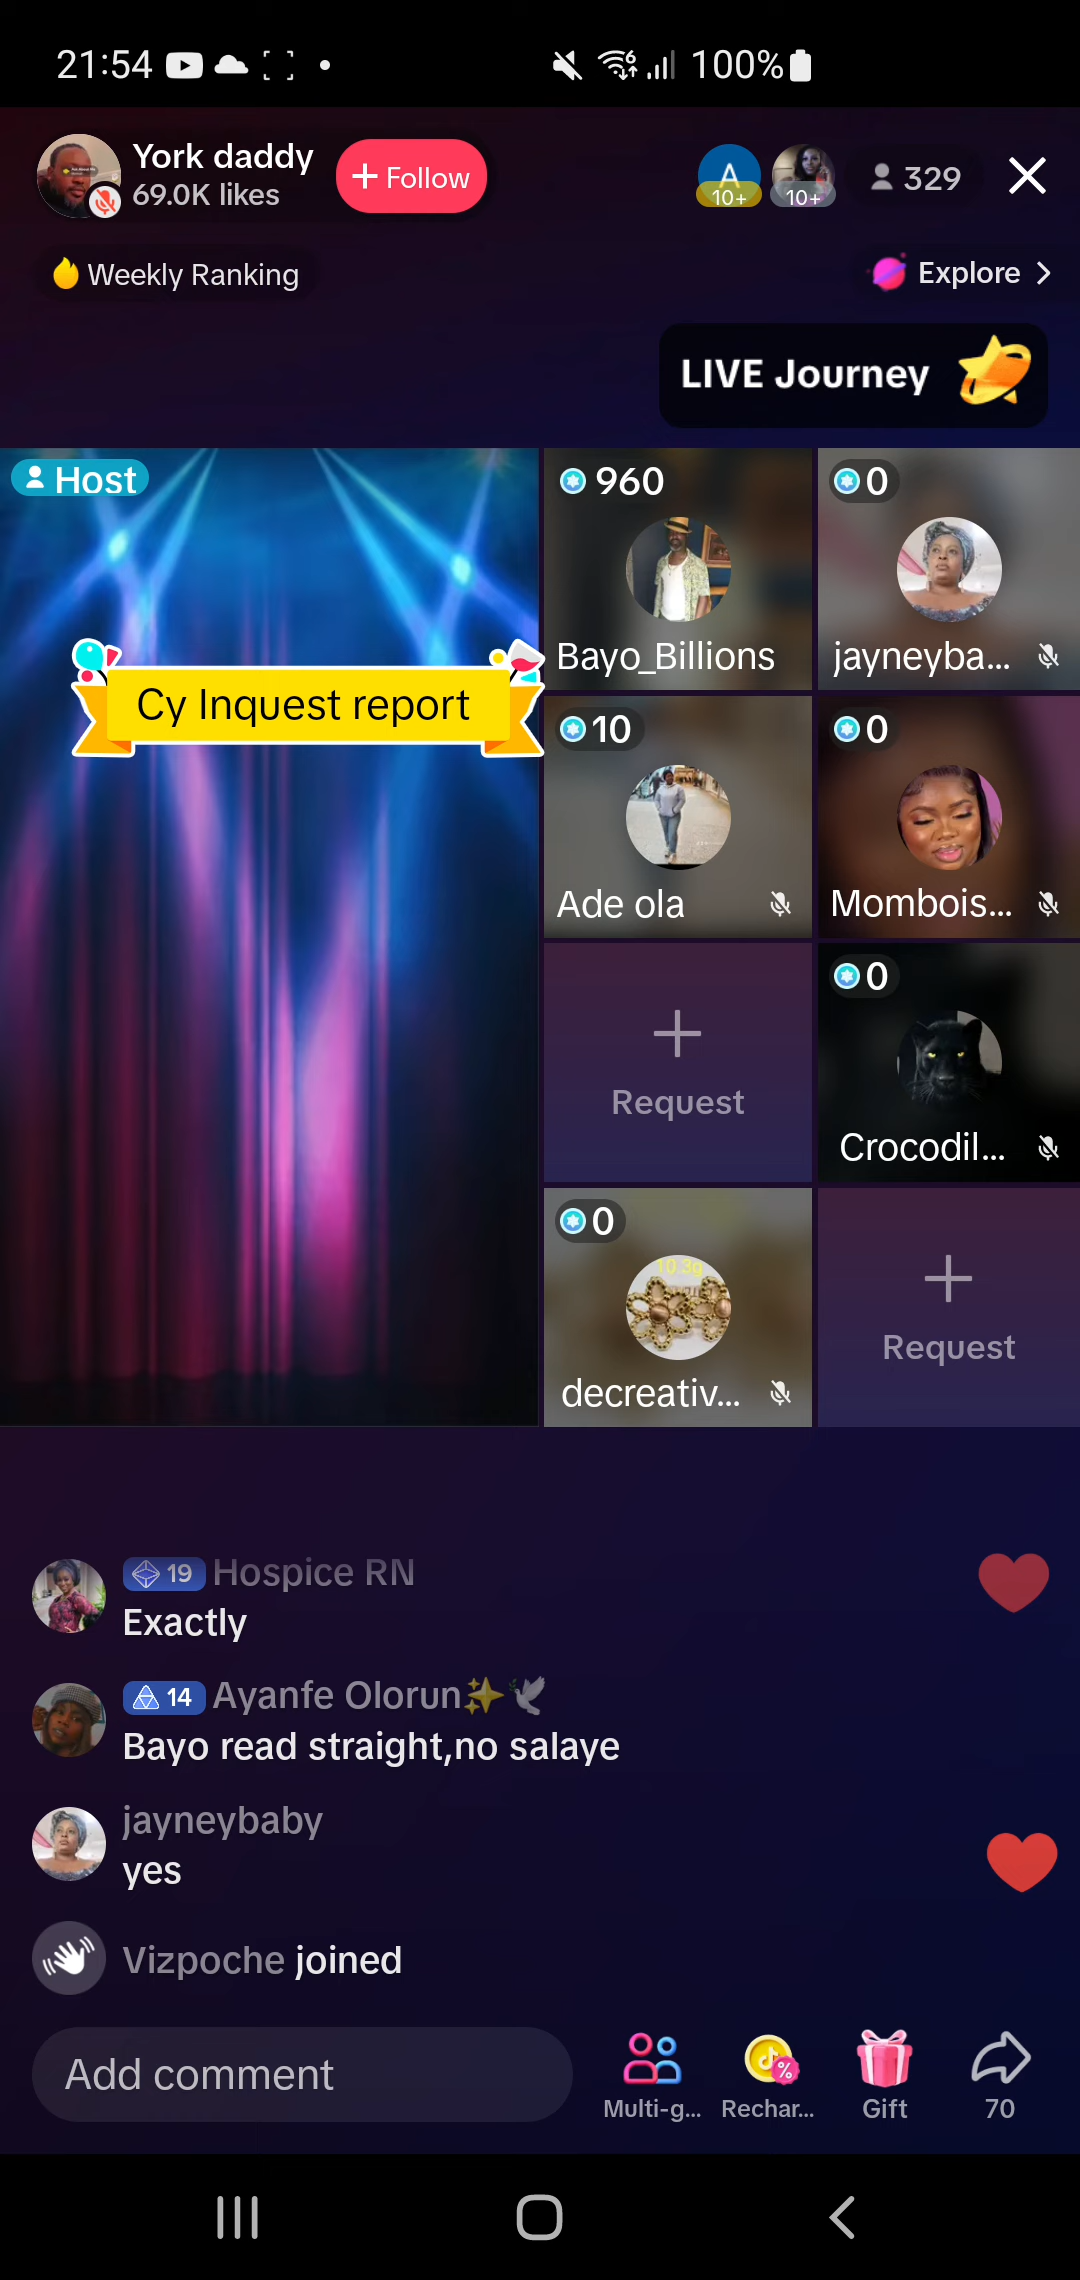 21:54
100%
York daddy
69.0K likes
+ Follow
A
10+
10+
329
Weekly Ranking
Explore >
LIVE Journey
Host
Cy Inquest report
960
Bayo_Billions
0
jayneyba...
10
Ade ola
0
Mombois...
Request
0
Crocodil...
0
10.3g
decreativ...
Request
19 Hospice RN
Exactly
14 Ayanfe Olorun✨🕊
Bayo read straight,no salaye
jayneybaby
yes
Vizpoche joined
Add comment
Multi-g...
Rechar...
Gift
70